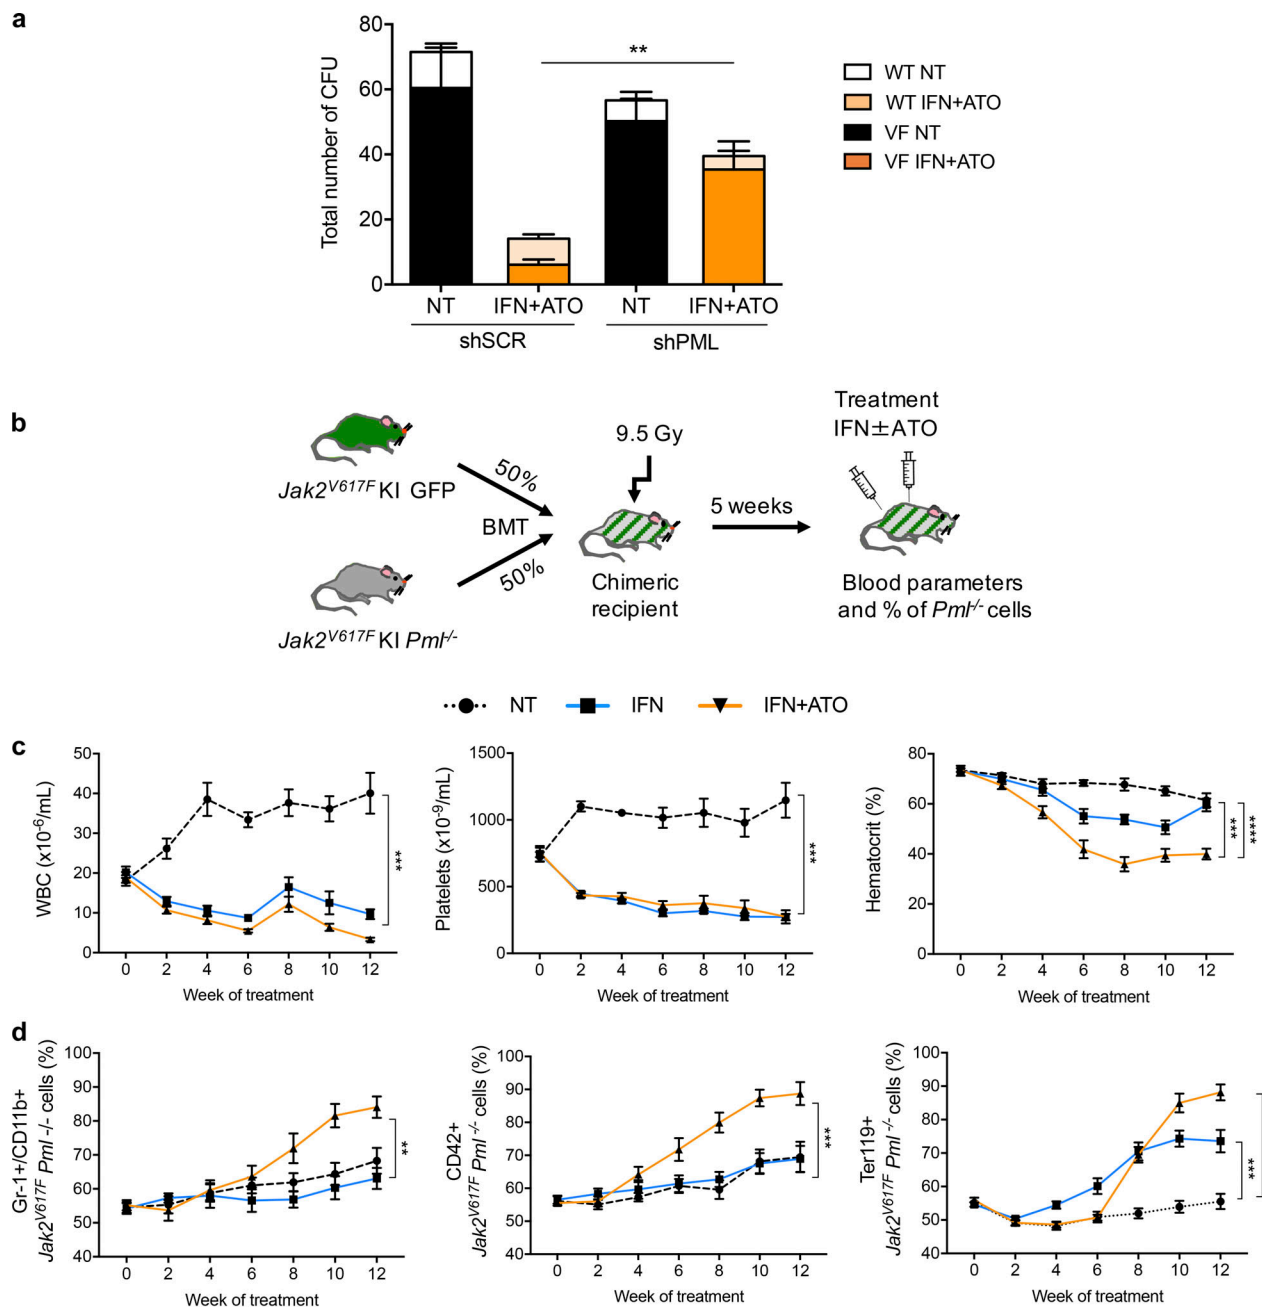 a
80
60
40
20
0
Total number of CFU
**
NT
IFN+ATO
NT
IFN+ATO
shSCR
shPML
WT NT
WT IFN+ATO
VF NT
VF IFN+ATO
b
Jak2V617F KI GFP
50%
BMT
50%
Jak2V617F KI Pml-/-
9.5 Gy
Chimeric
recipient
5 weeks
Treatment
IFN±ATO
Blood parameters
and % of Pml-/- cells
NT
IFN
IFN+ATO
c
WBC (x10-6/mL)
50
40
30
20
10
0
0 2 4 6 8 10 12
Week of treatment
***
Platelets (x10-9/mL)
1500
1000
500
0
0 2 4 6 8 10 12
Week of treatment
***
Hematocrit (%)
80
60
40
20
0
0 2 4 6 8 10 12
Week of treatment
***
****
d
Gr-1+/CD11b+
Jak2V617F Pml -/- cells (%)
100
90
80
70
60
50
40
0 2 4 6 8 10 12
Week of treatment
**
CD42+
Jak2V617F Pml -/- cells (%)
100
90
80
70
60
50
40
0 2 4 6 8 10 12
Week of treatment
***
Ter119+
Jak2V617F Pml -/- cells (%)
100
90
80
70
60
50
40
0 2 4 6 8 10 12
Week of treatment
***